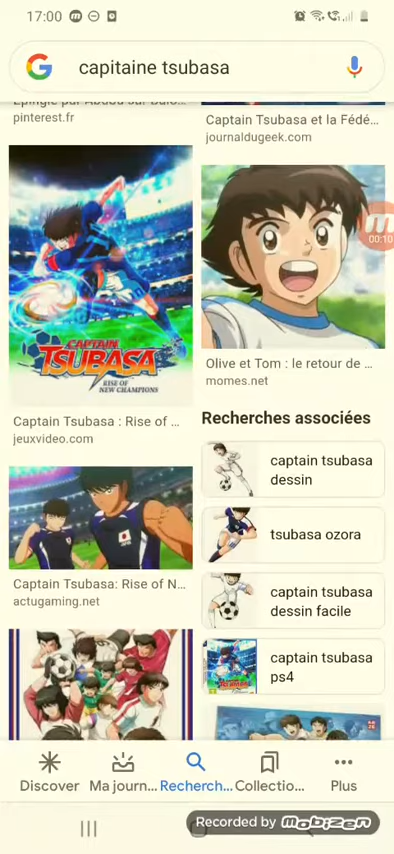 17:00
capitaine tsubasa
pinterest.fr
Captain Tsubasa et la Fédé…
journaldugeek.com
CAPTAIN
TSUBASA
RISE OF
NEW CHAMPIONS
Captain Tsubasa : Rise of …
jeuxvideo.com
00:10
Olive et Tom : le retour de …
momes.net
Recherches associées
captain tsubasa
dessin
tsubasa ozora
captain tsubasa
dessin facile
captain tsubasa
ps4
Captain Tsubasa: Rise of N…
actugaming.net
Discover
Ma journ…
Recherch…
Collectio…
Plus
Recorded by mobizen